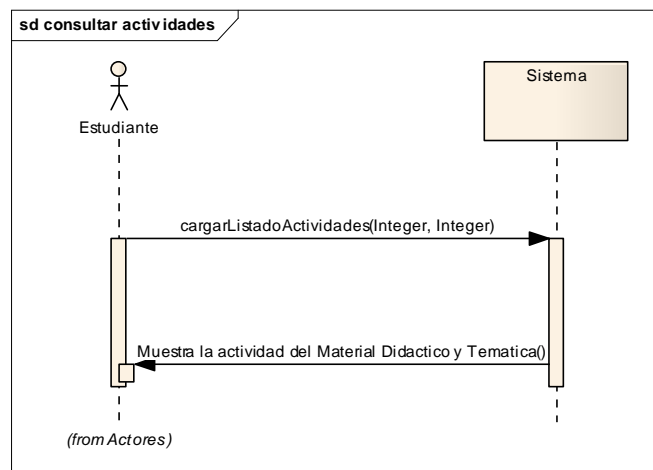 sd consultar actividades
Estudiante
Sistema
cargarListadoActividades(Integer, Integer)
Muestra la actividad del Material Didactico y Tematica()
(from Actores)